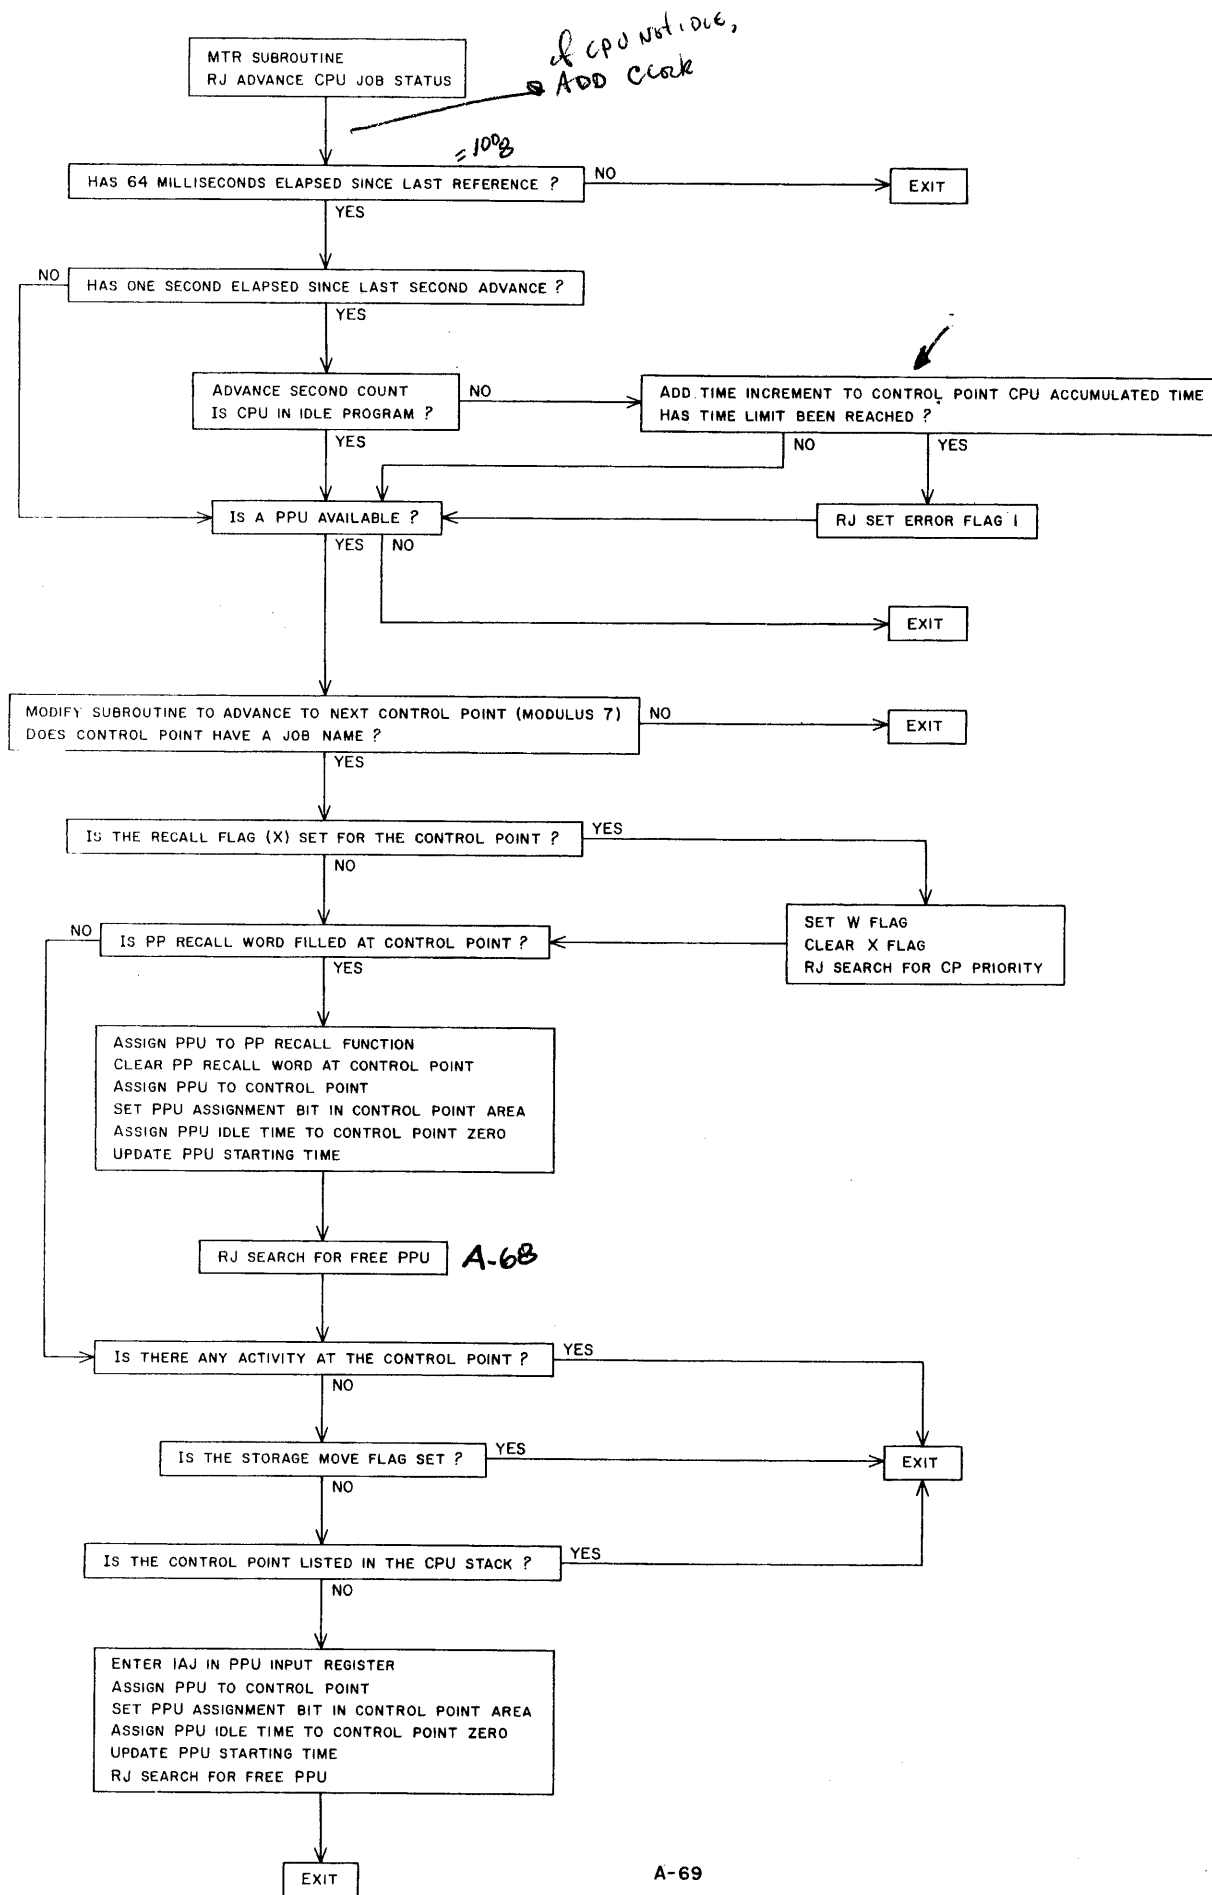 MTR SUBROUTINE
RJ ADVANCE CPU JOB STATUS
if CPU Not iDLE,
ADD Clock
= 1008
HAS 64 MILLISECONDS ELAPSED SINCE LAST REFERENCE ?
NO
EXIT
YES
NO
HAS ONE SECOND ELAPSED SINCE LAST SECOND ADVANCE ?
YES
ADVANCE SECOND COUNT
IS CPU IN IDLE PROGRAM ?
NO
ADD TIME INCREMENT TO CONTROL POINT CPU ACCUMULATED TIME
HAS TIME LIMIT BEEN REACHED ?
YES
NO
YES
IS A PPU AVAILABLE ?
RJ SET ERROR FLAG 1
YES
NO
EXIT
MODIFY SUBROUTINE TO ADVANCE TO NEXT CONTROL POINT (MODULUS 7)
DOES CONTROL POINT HAVE A JOB NAME ?
NO
EXIT
YES
IS THE RECALL FLAG (X) SET FOR THE CONTROL POINT ?
YES
NO
SET W FLAG
CLEAR X FLAG
RJ SEARCH FOR CP PRIORITY
NO
IS PP RECALL WORD FILLED AT CONTROL POINT ?
YES
ASSIGN PPU TO PP RECALL FUNCTION
CLEAR PP RECALL WORD AT CONTROL POINT
ASSIGN PPU TO CONTROL POINT
SET PPU ASSIGNMENT BIT IN CONTROL POINT AREA
ASSIGN PPU IDLE TIME TO CONTROL POINT ZERO
UPDATE PPU STARTING TIME
RJ SEARCH FOR FREE PPU
A-68
IS THERE ANY ACTIVITY AT THE CONTROL POINT ?
YES
NO
IS THE STORAGE MOVE FLAG SET ?
YES
EXIT
NO
IS THE CONTROL POINT LISTED IN THE CPU STACK ?
YES
NO
ENTER IAJ IN PPU INPUT REGISTER
ASSIGN PPU TO CONTROL POINT
SET PPU ASSIGNMENT BIT IN CONTROL POINT AREA
ASSIGN PPU IDLE TIME TO CONTROL POINT ZERO
UPDATE PPU STARTING TIME
RJ SEARCH FOR FREE PPU
EXIT
A-69